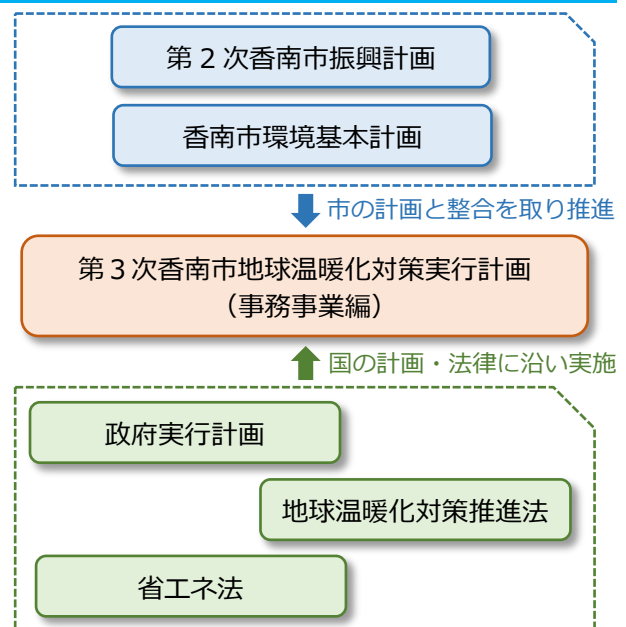 第2次香南市振興計画
香南市環境基本計画
市の計画と整合を取り推進
第3次香南市地球温暖化対策実行計画
（事務事業編）
国の計画・法律に沿い実施
政府実行計画
地球温暖化対策推進法
省エネ法